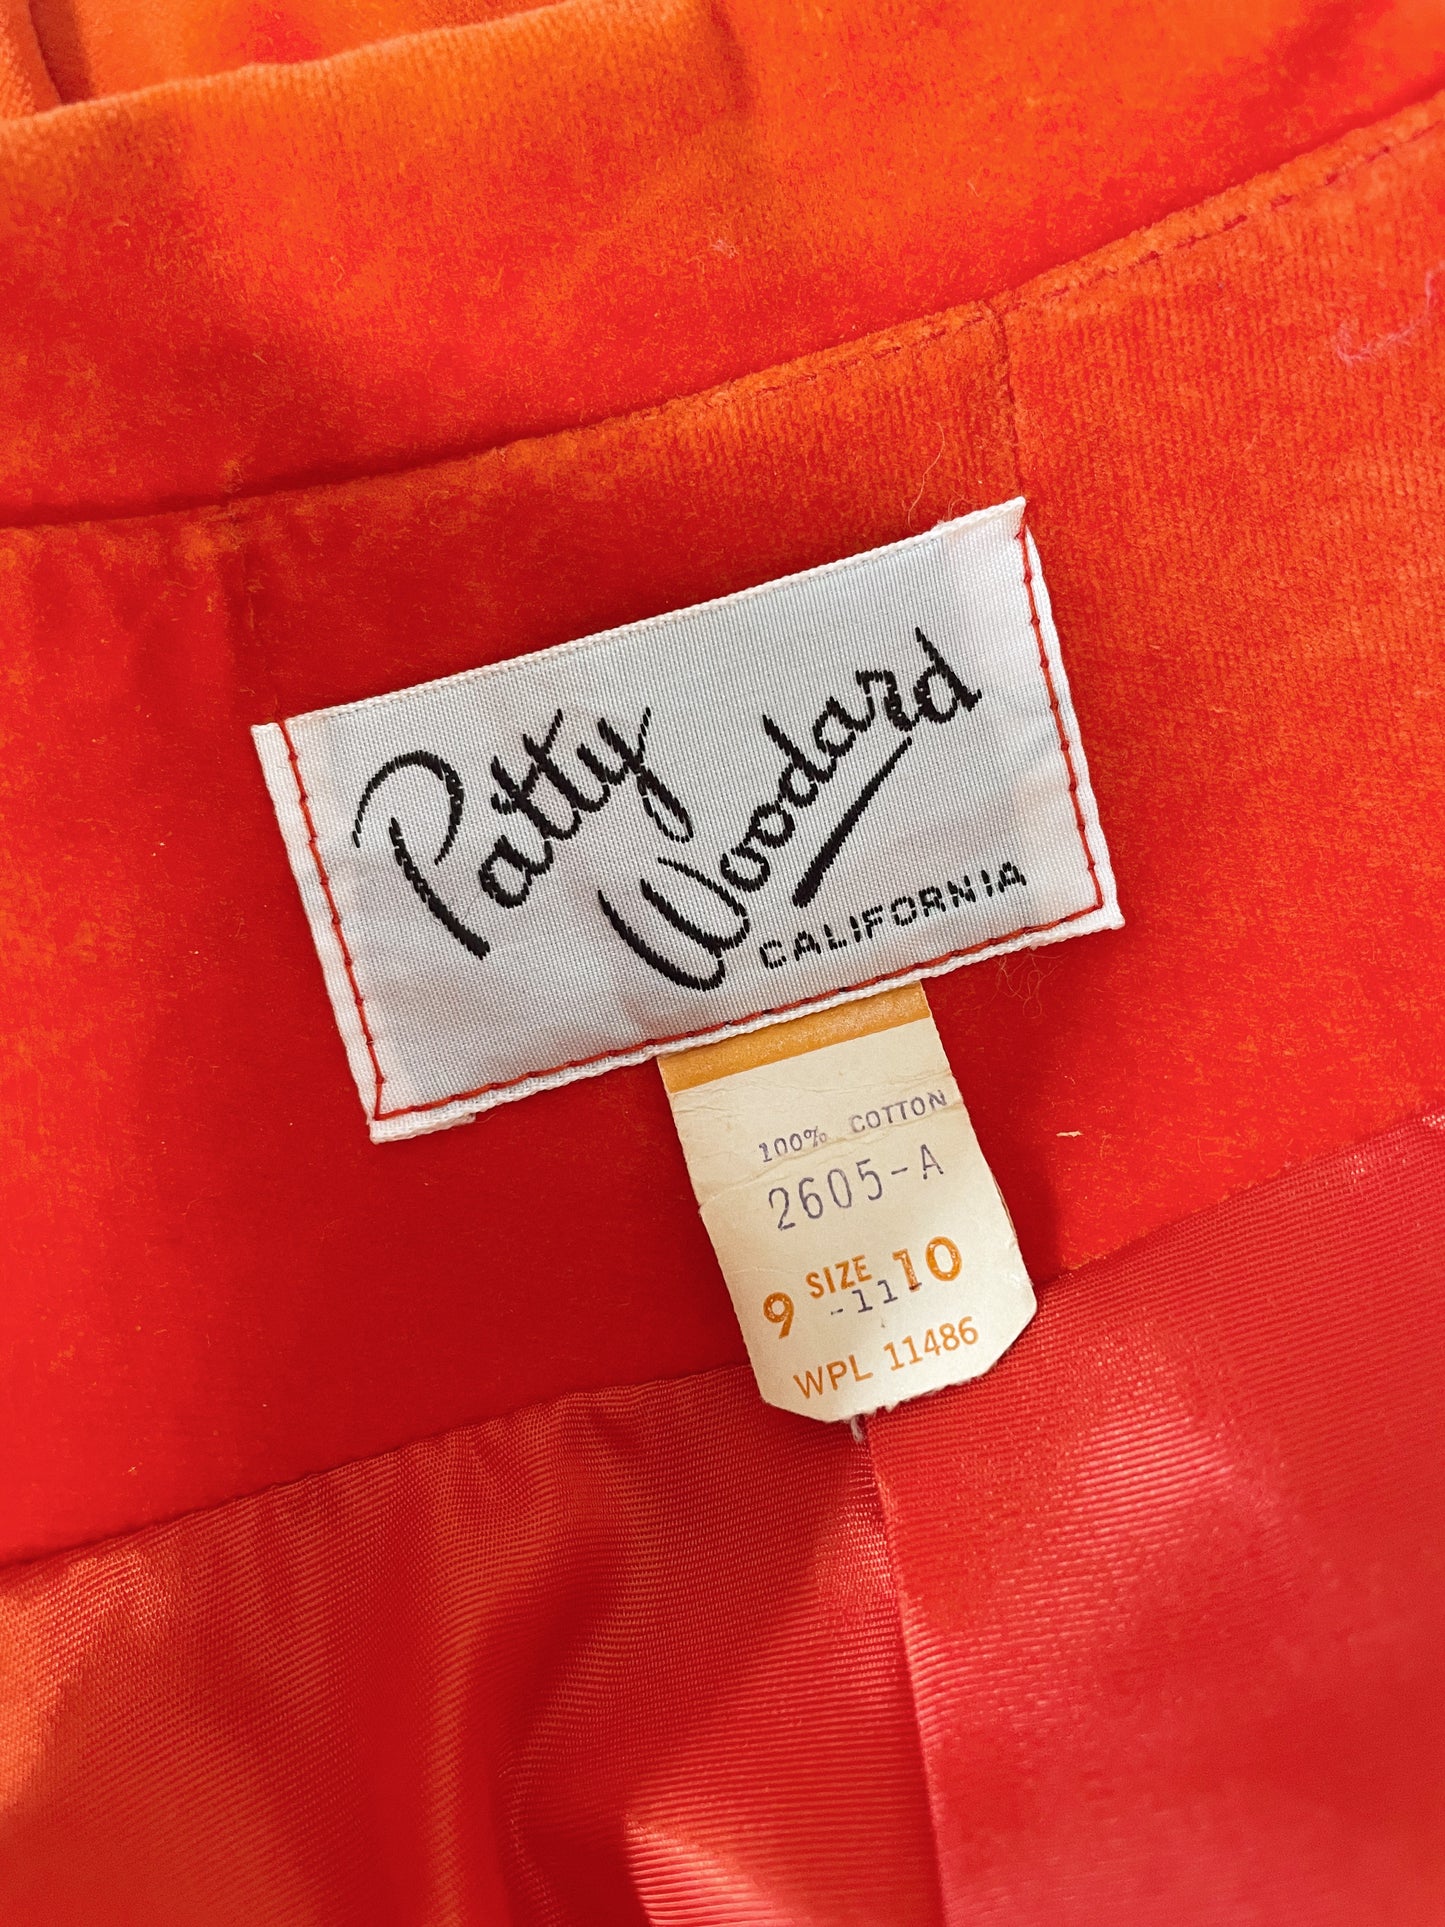 Patty
Woodard
CALIFORNIA
100% COTTON
2605-A
9 SIZE 10
-11
WPL 11486